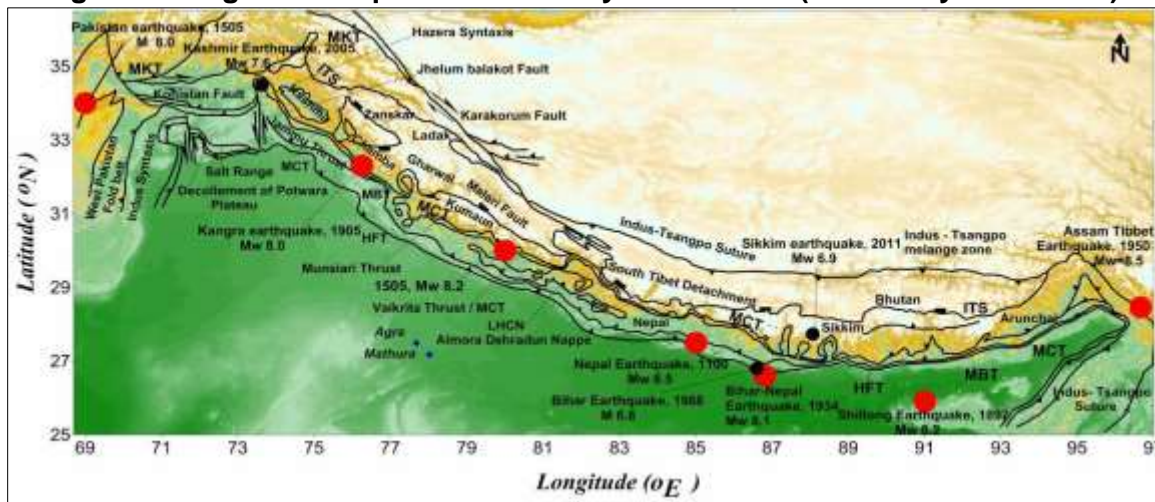 Pakistan earthquake, 1505
M 8.0
Kashmir Earthquake, 2005
Mw 7.6
MKT
MKT
Kohistan Fault
ITS
Hazera Syntaxis
Jhelum balakot Fault
Karakorum Fault
Kashmir
Zanskar
Ladak
West Pakistan
Fold belt
Indus Syntaxis
Jammu Thrust
Salt Range
MCT
Decollement of Potwara
Plateau
MBT
Gharwal
Melari Fault
Kumaun
MCT
Kangra earthquake, 1905
Mw 8.0
HFT
Munsiari Thrust
1505, Mw 8.2
Vaikrita Thrust / MCT
LHCN
Almora Dehradun Nappe
Agra
Mathura
Indus-Tsangpo Suture
South Tibet Detachment
Sikkim earthquake, 2011
Mw 6.9
Indus - Tsangpo
melange zone
Assam Tibbet
Earthquake, 1950
Mw=8.5
Nepal
MCT
Sikkim
Bhutan
ITS
Arunchal
MCT
MBT
HFT
Nepal Earthquake, 1100
Bihar Earthquake, 1988
Bihar-Nepal
Earthquake, 1934
Mw 8.1
Shillong Earthquake, 1892
Indus- Tsangpo
Suture
N
35
33
31
29
27
25
Latitude (oN)
69 71 73 75 77 79 81 83 85 87 89 91 93 95 97
Longitude (oE )